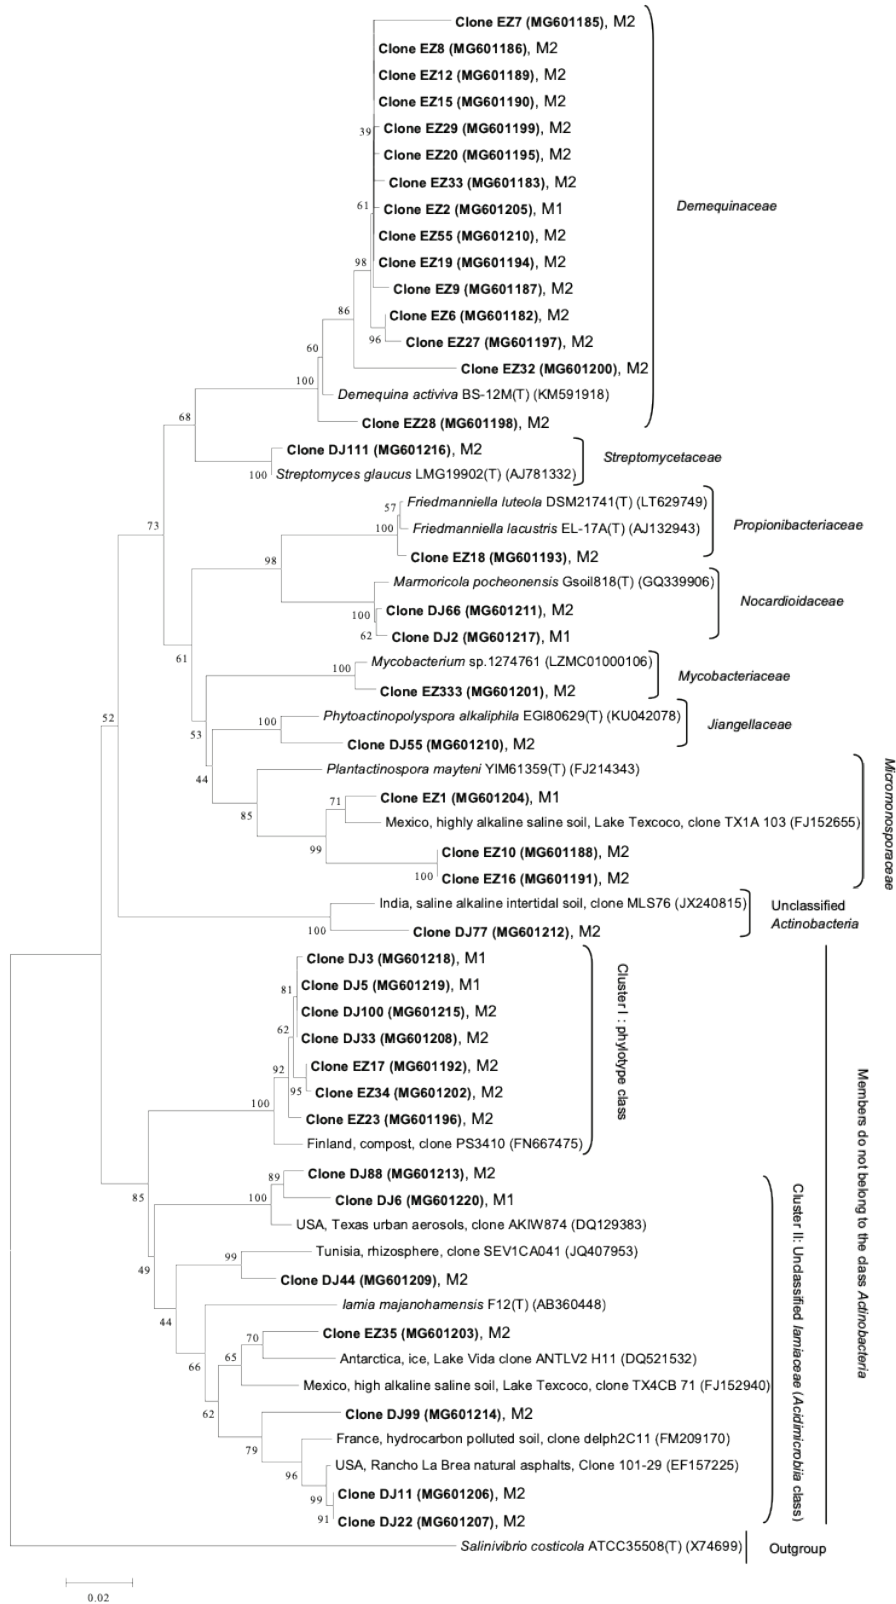 Clone EZ7 (MG601185), M2
Clone EZ8 (MG601186), M2
Clone EZ12 (MG601189), M2
Clone EZ15 (MG601190), M2
39
Clone EZ29 (MG601199), M2
Clone EZ20 (MG601195), M2
Clone EZ33 (MG601183), M2
61
Clone EZ2 (MG601205), M1
Demequinaceae
Clone EZ55 (MG601210), M2
98
Clone EZ19 (MG601194), M2
Clone EZ9 (MG601187), M2
86
Clone EZ6 (MG601182), M2
96
Clone EZ27 (MG601197), M2
60
Clone EZ32 (MG601200), M2
100
Demequina activiva BS-12M(T) (KM591918)
68
Clone EZ28 (MG601198), M2
Clone DJ111 (MG601216), M2
Streptomycetaceae
100
Streptomyces glaucus LMG19902(T) (AJ781332)
57
Friedmanniella luteola DSM21741(T) (LT629749)
73
100
Friedmanniella lacustris EL-17A(T) (AJ132943)
Propionibacteriaceae
98
Clone EZ18 (MG601193), M2
Marmoricola pocheonensis Gsoil818(T) (GQ339906)
Nocardioidaceae
100
Clone DJ66 (MG601211), M2
62
Clone DJ2 (MG601217), M1
61
100
Mycobacterium sp.1274761 (LZMC01000106)
Mycobacteriaceae
Clone EZ333 (MG601201), M2
52
100
Phytoactinopolyspora alkaliphila EGI80629(T) (KU042078)
Jiangellaceae
53
Clone DJ55 (MG601210), M2
44
Plantactinospora mayteni YIM61359(T) (FJ214343)
Micromonosporaceae
71
Clone EZ1 (MG601204), M1
85
Mexico, highly alkaline saline soil, Lake Texcoco, clone TX1A 103 (FJ152655)
99
Clone EZ10 (MG601188), M2
100
Clone EZ16 (MG601191), M2
India, saline alkaline intertidal soil, clone MLS76 (JX240815)
Unclassified
Actinobacteria
100
Clone DJ77 (MG601212), M2
Clone DJ3 (MG601218), M1
81
Clone DJ5 (MG601219), M1
Clone DJ100 (MG601215), M2
62
Clone DJ33 (MG601208), M2
Cluster I : phylotype class
92
Clone EZ17 (MG601192), M2
95
Clone EZ34 (MG601202), M2
100
Clone EZ23 (MG601196), M2
Finland, compost, clone PS3410 (FN667475)
Members do not belong to the class Actinobacteria
89
Clone DJ88 (MG601213), M2
85
100
Clone DJ6 (MG601220), M1
USA, Texas urban aerosols, clone AKIW874 (DQ129383)
99
Tunisia, rhizosphere, clone SEV1CA041 (JQ407953)
49
Clone DJ44 (MG601209), M2
44
Iamia majanohamensis F12(T) (AB360448)
Cluster II: Unclassified Iamiaceae (Acidimicrobiia class)
70
Clone EZ35 (MG601203), M2
66
65
Antarctica, ice, Lake Vida clone ANTLV2 H11 (DQ521532)
Mexico, high alkaline saline soil, Lake Texcoco, clone TX4CB 71 (FJ152940)
62
Clone DJ99 (MG601214), M2
79
France, hydrocarbon polluted soil, clone delph2C11 (FM209170)
96
USA, Rancho La Brea natural asphalts, Clone 101-29 (EF157225)
99
Clone DJ11 (MG601206), M2
91
Clone DJ22 (MG601207), M2
Salinivibrio costicola ATCC35508(T) (X74699)
Outgroup
0.02